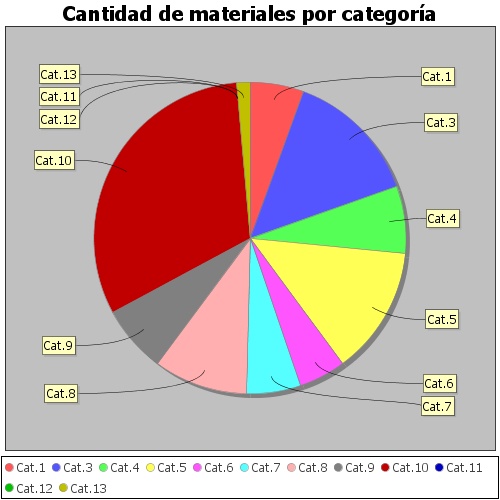 Cantidad de materiales por categoría
Cat.13
Cat.1
Cat.11
Cat.12
Cat.3
Cat.10
Cat.4
Cat.5
Cat.9
Cat.6
Cat.8
Cat.7
Cat.1 Cat.3 Cat.4 Cat.5 Cat.6 Cat.7 Cat.8 Cat.9 Cat.10 Cat.11
Cat.12 Cat.13